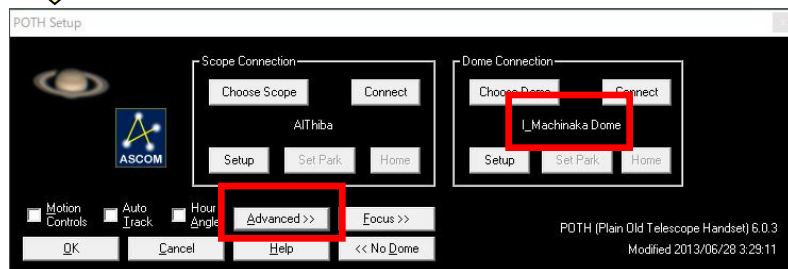 POTH Setup
Scope Connection
Choose Scope
Connect
AlThiba
Setup
Set Park
Home
Dome Connection
Choose Dome
Connect
I_Machinaka Dome
Setup
Set Park
Home
ASCOM
Motion Controls
Auto Track
Hour Angle
Advanced >>
Focus >>
OK
Cancel
Help
<< No Dome
POTH (Plain Old Telescope Handset) 6.0.3
Modified 2013/06/28 3:29:11